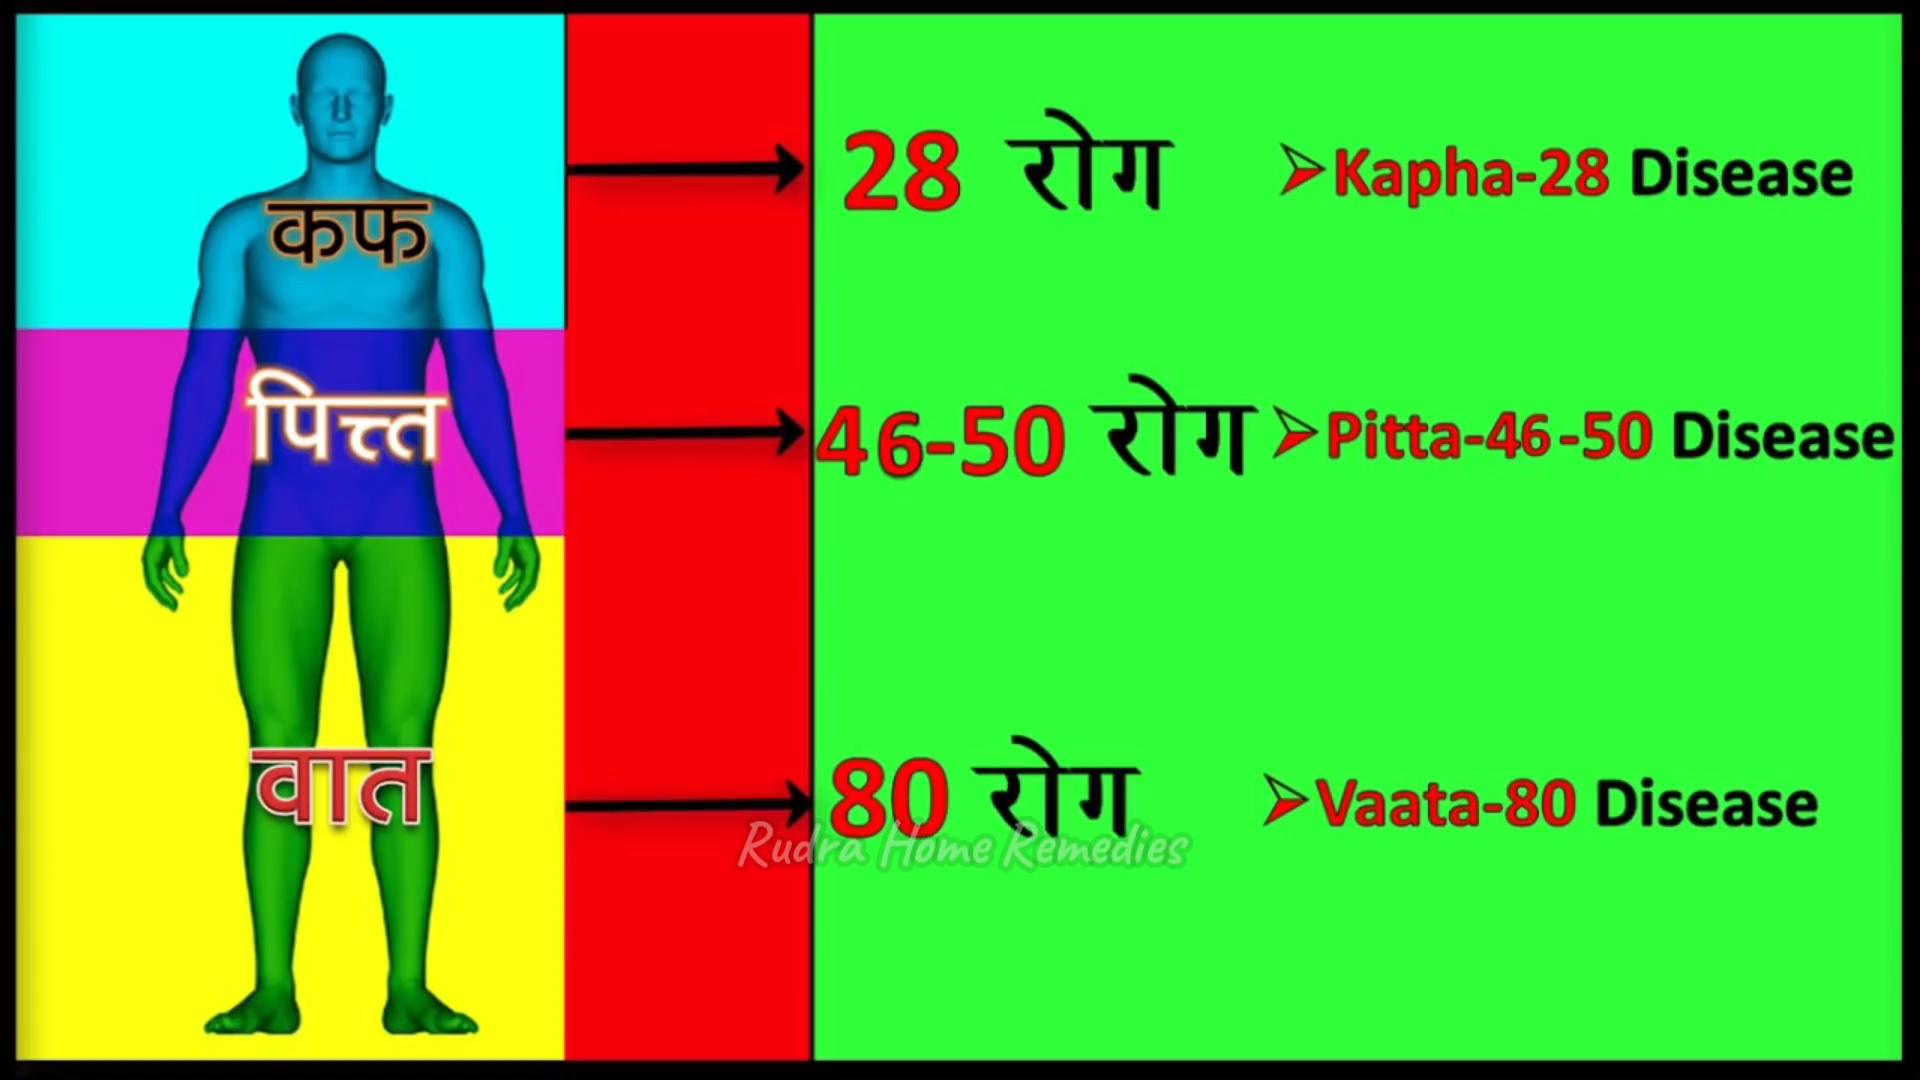 कफ
28 रोग
➢Kapha-28 Disease
पित्त
46-50 रोग
➢Pitta-46-50 Disease
वात
80 रोग
➢Vaata-80 Disease
Rudra Home Remedies